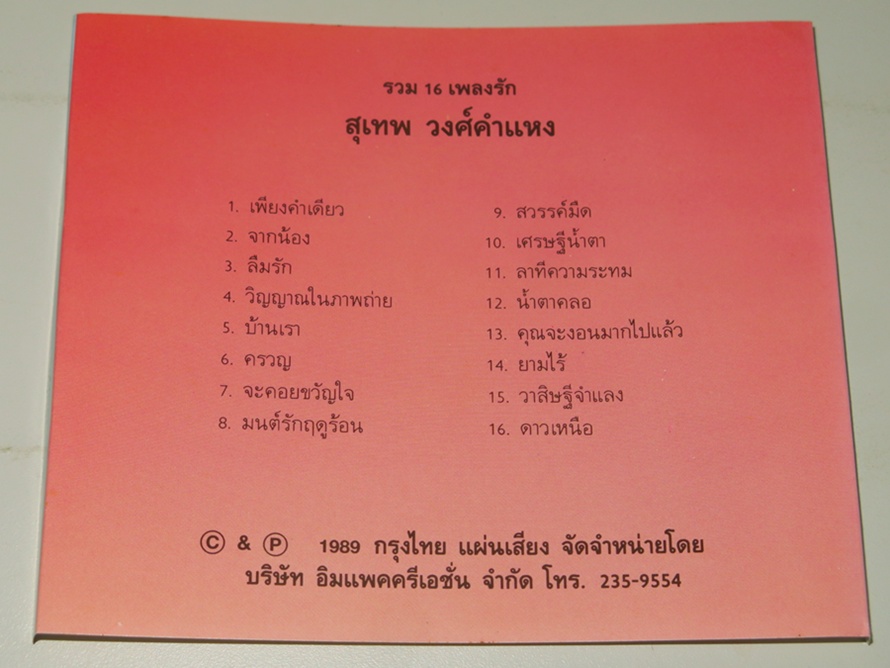 รวม 16 เพลงรัก
สุเทพ วงศ์คำแหง
1. เพียงคำเดียว
2. จากน้อง
3. ลืมรัก
4. วิญญาณในภาพถ่าย
5. บ้านเรา
6. ครวญ
7. จะคอยขวัญใจ
8. มนต์รักฤดูร้อน
9. สวรรค์มืด
10. เศรษฐีน้ำตา
11. ลาทีความระทม
12. น้ำตาคลอ
13. คุณจะงอนมากไปแล้ว
14. ยามไร้
15. วาสิษฐีจำแลง
16. ดาวเหนือ
Ⓒ & Ⓟ 1989 กรุงไทย แผ่นเสียง จัดจำหน่ายโดย
บริษัท อิมแพคครีเอชั่น จำกัด โทร. 235-9554